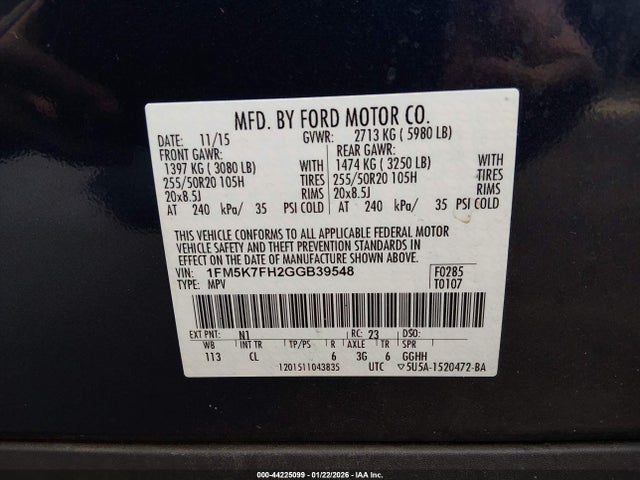 MFD. BY FORD MOTOR CO.
DATE: 11/15 GVWR: 2713 KG ( 5980 LB)
FRONT GAWR: REAR GAWR:
1397 KG ( 3080 LB) WITH 1474 KG ( 3250 LB) WITH
255/50R20 105H TIRES 255/50R20 105H TIRES
20x8.5J RIMS 20x8.5J RIMS
AT 240 kPa/ 35 PSI COLD AT 240 kPa/ 35 PSI COLD
THIS VEHICLE CONFORMS TO ALL APPLICABLE FEDERAL MOTOR
VEHICLE SAFETY AND THEFT PREVENTION STANDARDS IN
EFFECT ON THE DATE OF MANUFACTURE SHOWN ABOVE.
VIN: 1FM5K7FH2GGB39548 F0285
TYPE: MPV T0107
EXT PNT: N1 RC: 23 DSO:
WB INT TR TP/PS R AXLE TR SPR
113 CL 6 3G 6 GGHH
1201511043835 UTC ▽5U5A-1520472-BA
000-44225099 - 01/22/2026 - IAAI Inc.